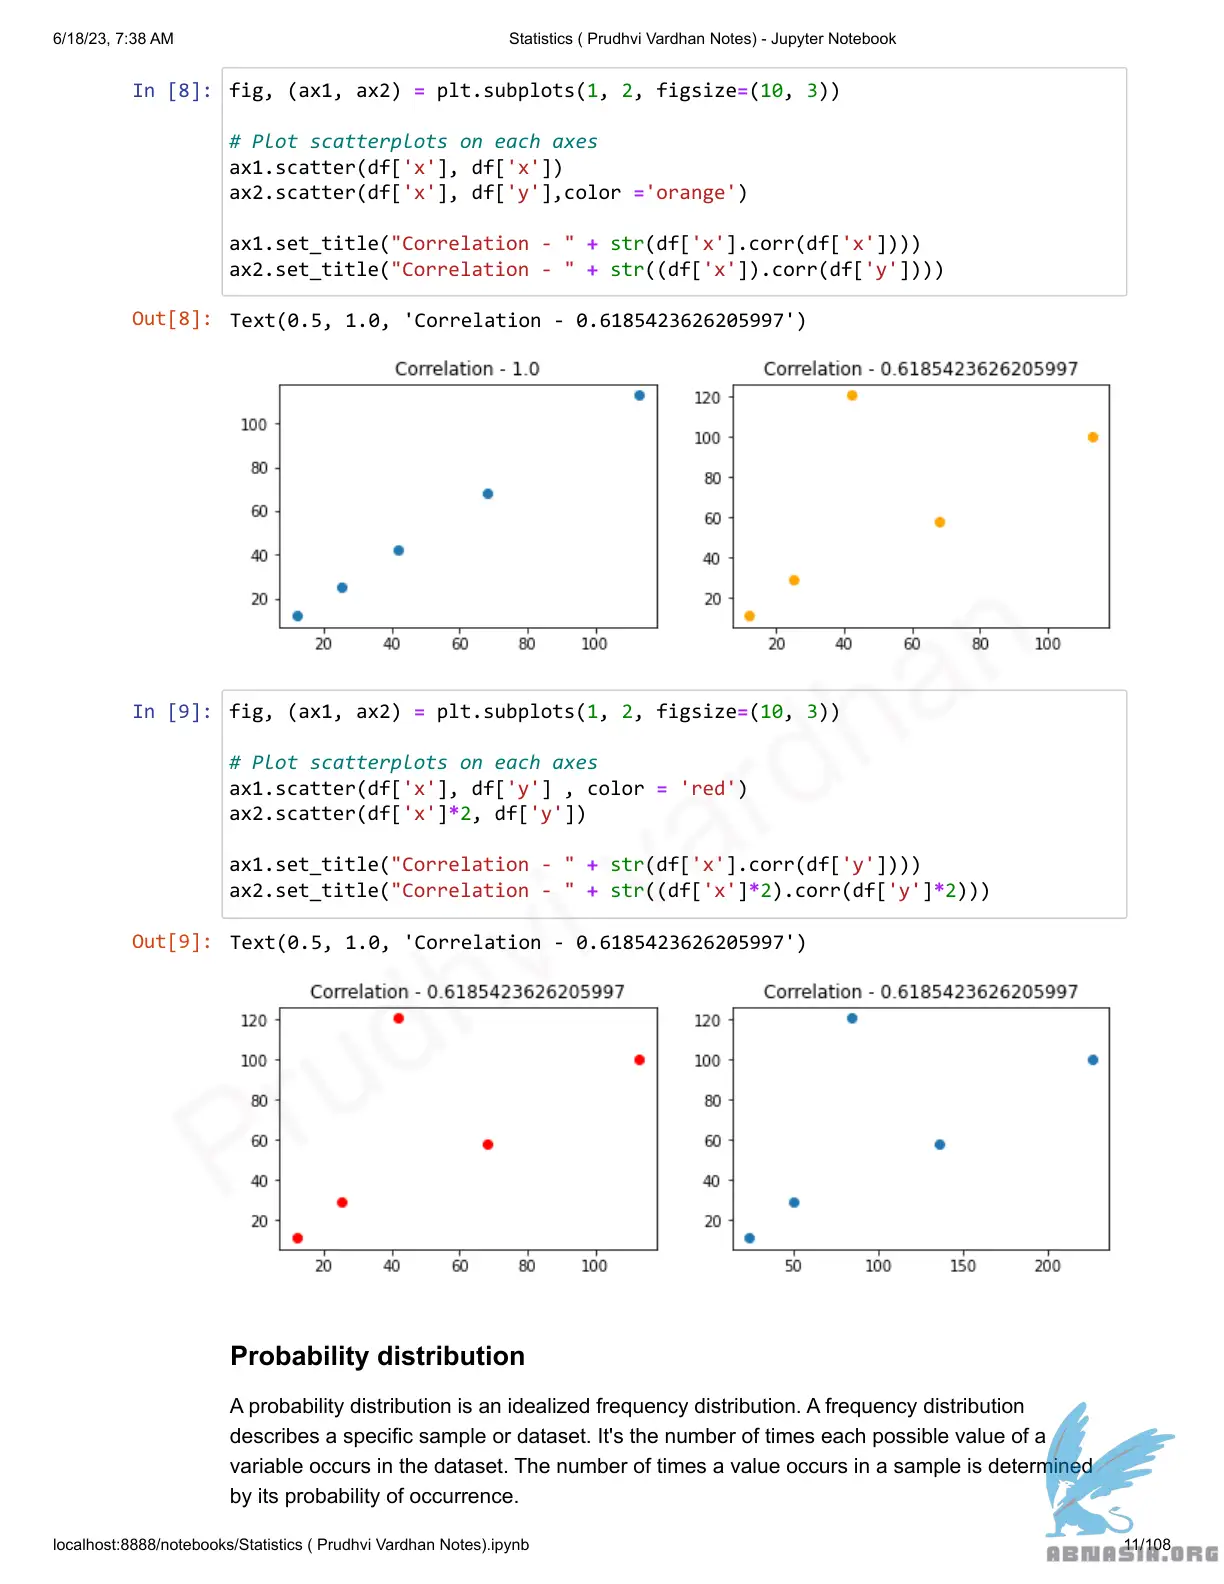 6/18/23, 7:38 AM
Statistics ( Prudhvi Vardhan Notes) - Jupyter Notebook
In [8]:
fig, (ax1, ax2) = plt.subplots(1, 2, figsize=(10, 3))
# Plot scatterplots on each axes
ax1.scatter(df['x'], df['x'])
ax2.scatter(df['x'], df['y'],color ='orange')
ax1.set_title("Correlation - " + str(df['x'].corr(df['x'])))
ax2.set_title("Correlation - " + str((df['x']).corr(df['y'])))
Out[8]:
Text(0.5, 1.0, 'Correlation - 0.6185423626205997')
Correlation - 1.0
100
80
60
40
20
20 40 60 80 100
Correlation - 0.6185423626205997
120
100
80
60
40
20
20 40 60 80 100
In [9]:
fig, (ax1, ax2) = plt.subplots(1, 2, figsize=(10, 3))
# Plot scatterplots on each axes
ax1.scatter(df['x'], df['y'] , color = 'red')
ax2.scatter(df['x']*2, df['y'])
ax1.set_title("Correlation - " + str(df['x'].corr(df['y'])))
ax2.set_title("Correlation - " + str((df['x']*2).corr(df['y']*2)))
Out[9]:
Text(0.5, 1.0, 'Correlation - 0.6185423626205997')
Correlation - 0.6185423626205997
120
100
80
60
40
20
20 40 60 80 100
Correlation - 0.6185423626205997
120
100
80
60
40
20
50 100 150 200
Prudhvi Vardhan
Probability distribution
A probability distribution is an idealized frequency distribution. A frequency distribution
describes a specific sample or dataset. It's the number of times each possible value of a
variable occurs in the dataset. The number of times a value occurs in a sample is determined
by its probability of occurrence.
localhost:8888/notebooks/Statistics ( Prudhvi Vardhan Notes).ipynb
11/108
ABNASIA.ORG